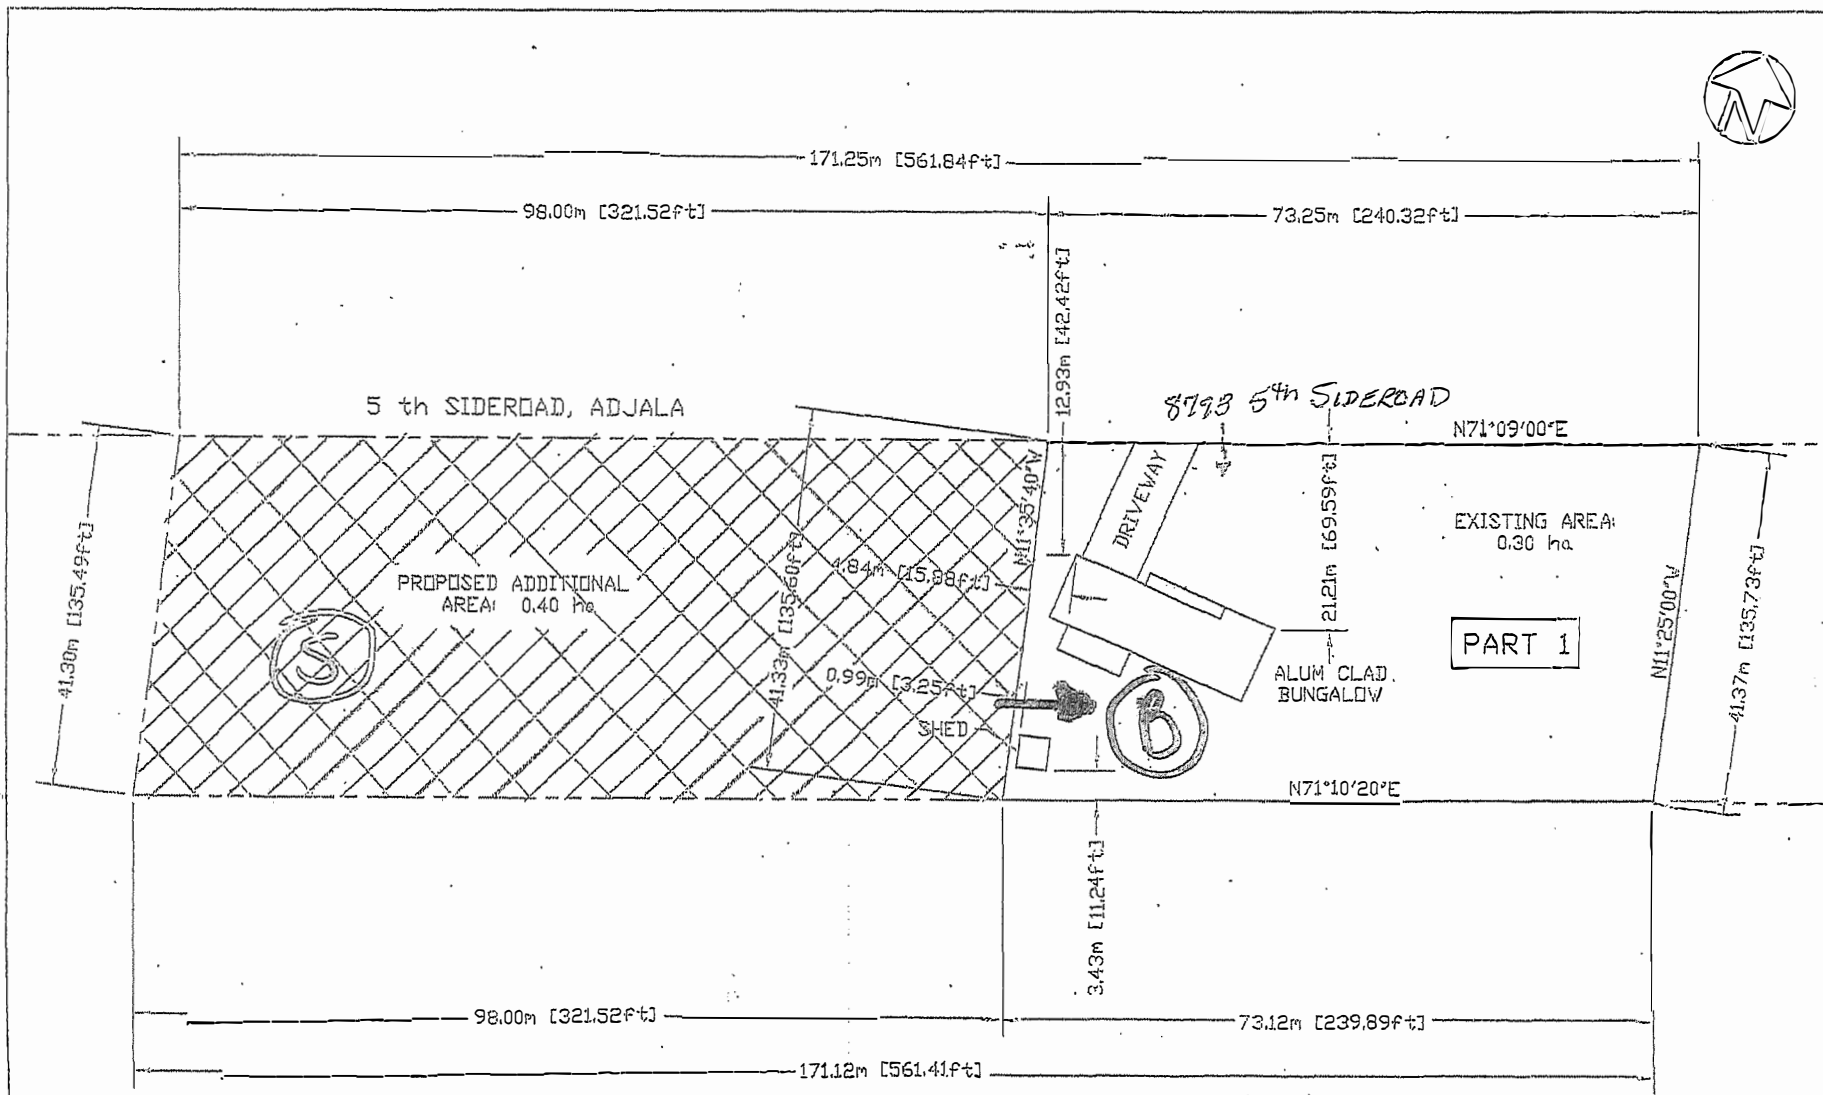 N
171.25m [561.84ft]
98.00m [321.52ft]
73.25m [240.32ft]
12.93m [42.42ft]
5 th SIDEROAD, ADJALA
8793 5th SIDEROAD
N71°09'00"E
N11°35'40"W
DRIVEWAY
21.21m [69.59ft]
EXISTING AREA:
0.30 ha
41.30m [135.49ft]
PROPOSED ADDITIONAL
AREA: 0.40 ha
41.33m [135.60ft]
4.84m [15.88ft]
PART 1
N11°25'00"W
41.37m [135.73ft]
S
0.99m [3.25ft]
SHED
B
ALUM CLAD.
BUNGALOW
N71°10'20"E
3.43m [11.24ft]
98.00m [321.52ft]
73.12m [239.89ft]
171.12m [561.41ft]